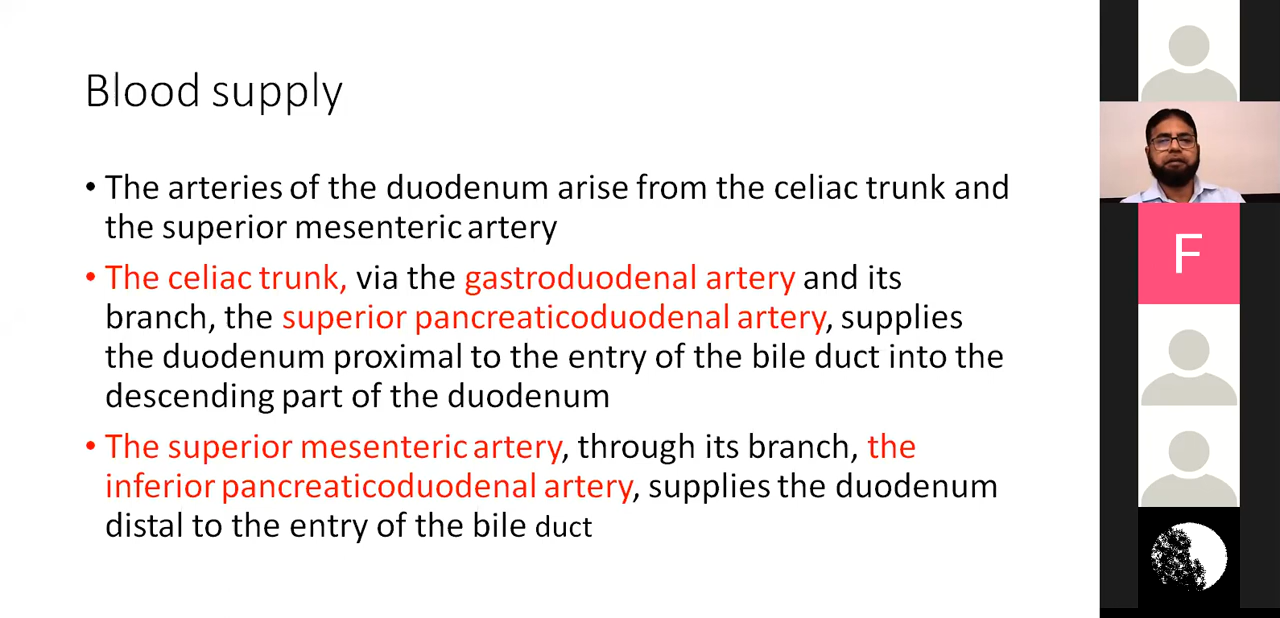 Blood supply
• The arteries of the duodenum arise from the celiac trunk and
the superior mesenteric artery
• The celiac trunk, via the gastroduodenal artery and its
branch, the superior pancreaticoduodenal artery, supplies
the duodenum proximal to the entry of the bile duct into the
descending part of the duodenum
• The superior mesenteric artery, through its branch, the
inferior pancreaticoduodenal artery, supplies the duodenum
distal to the entry of the bile duct
F